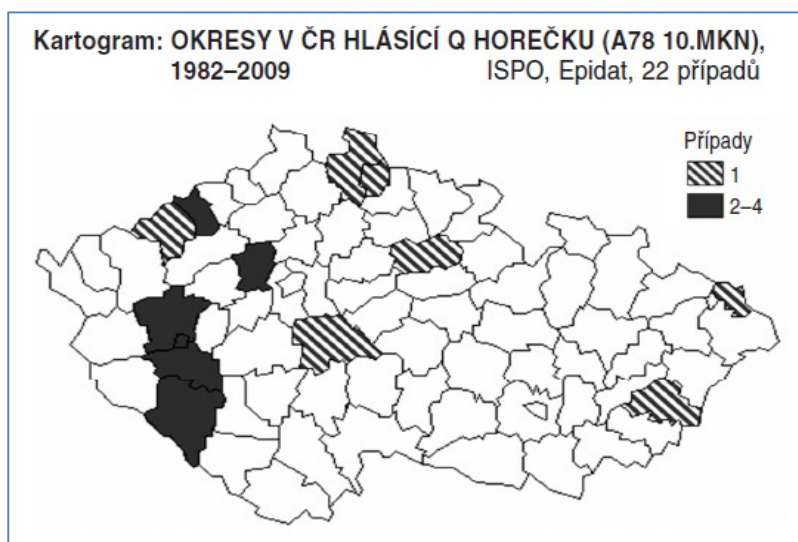 Kartogram: OKRESY V ČR HLÁSÍCÍ Q HOREČKU (A78 10.MKN),
1982–2009 ISPO, Epidat, 22 případů
Případy
1
2–4